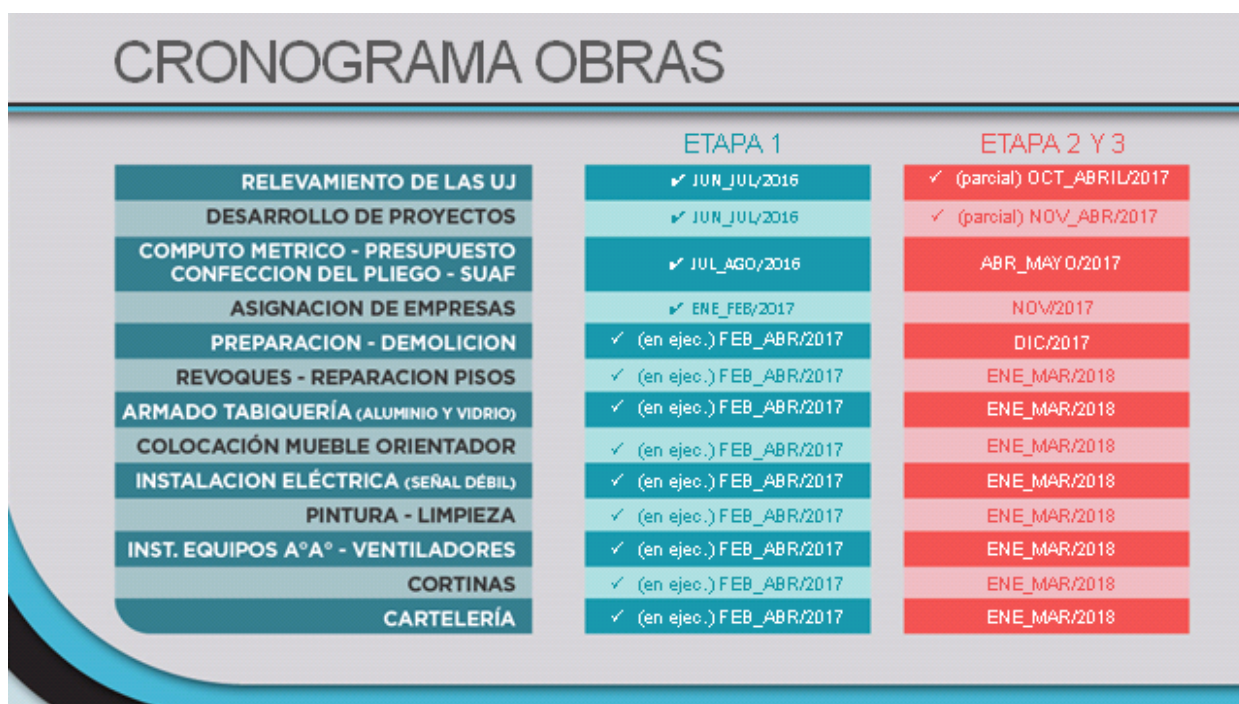 CRONOGRAMA OBRAS
ETAPA 1 ETAPA 2 Y 3
RELEVAMIENTO DE LAS UJ ✔ JUN_JUL/2016 ✓ (parcial) OCT_ABRIL/2017
DESARROLLO DE PROYECTOS ✔ JUN_JUL/2016 ✓ (parcial) NOV_ABR/2017
COMPUTO METRICO - PRESUPUESTO
CONFECCION DEL PLIEGO - SUAF ✔ JUL_AGO/2016 ABR_MAYO/2017
ASIGNACION DE EMPRESAS ✔ ENE_FEB/2017 NOV/2017
PREPARACION - DEMOLICION ✓ (en ejec.) FEB_ABR/2017 DIC/2017
REVOQUES - REPARACION PISOS ✓ (en ejec.) FEB_ABR/2017 ENE_MAR/2018
ARMADO TABIQUERÍA (ALUMINIO Y VIDRIO) ✓ (en ejec.) FEB_ABR/2017 ENE_MAR/2018
COLOCACIÓN MUEBLE ORIENTADOR ✓ (en ejec.) FEB_ABR/2017 ENE_MAR/2018
INSTALACION ELÉCTRICA (SEÑAL DÉBIL) ✓ (en ejec.) FEB_ABR/2017 ENE_MAR/2018
PINTURA - LIMPIEZA ✓ (en ejec.) FEB_ABR/2017 ENE_MAR/2018
INST. EQUIPOS A°A° - VENTILADORES ✓ (en ejec.) FEB_ABR/2017 ENE_MAR/2018
CORTINAS ✓ (en ejec.) FEB_ABR/2017 ENE_MAR/2018
CARTELERÍA ✓ (en ejec.) FEB_ABR/2017 ENE_MAR/2018